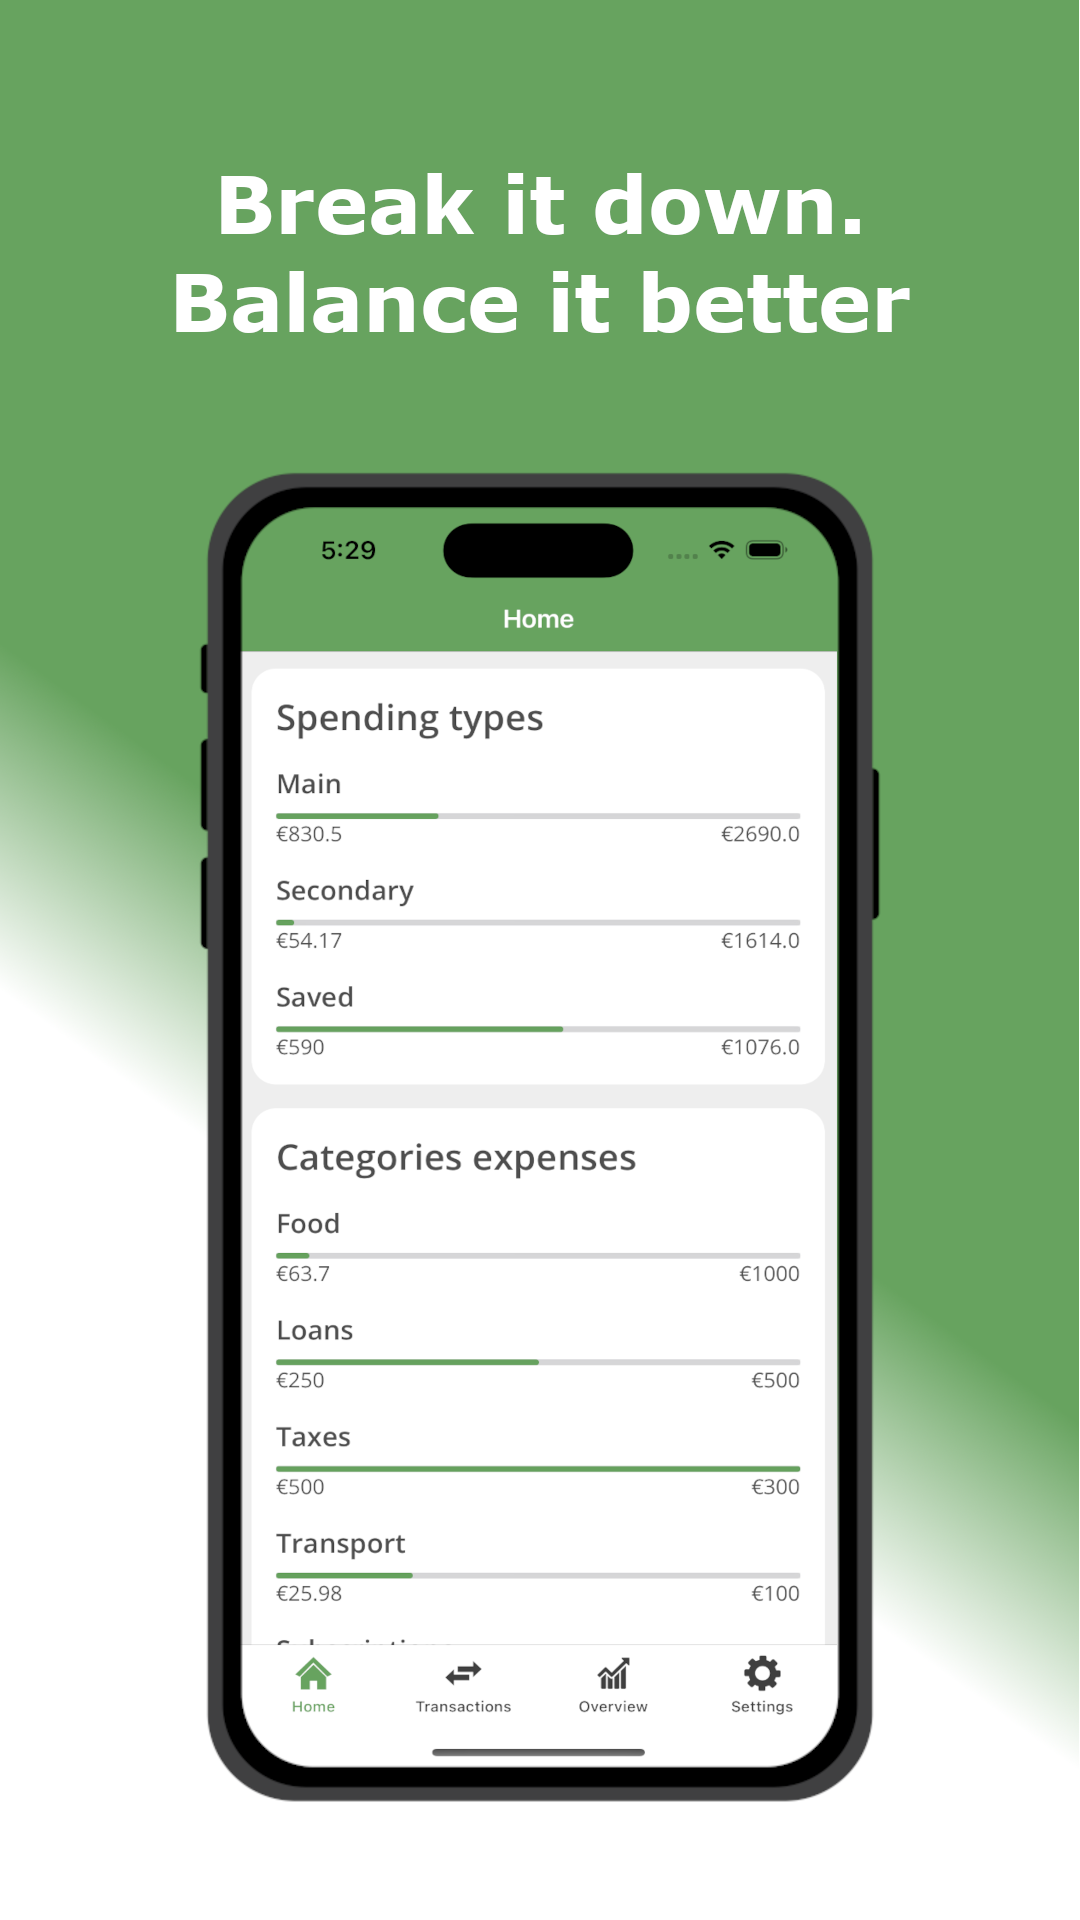 Break it down.
Balance it better
5:29
Home
Spending types
Main
€830.5 €2690.0
Secondary
€54.17 €1614.0
Saved
€590 €1076.0
Categories expenses
Food
€63.7 €1000
Loans
€250 €500
Taxes
€500 €300
Transport
€25.98 €100
Home Transactions Overview Settings